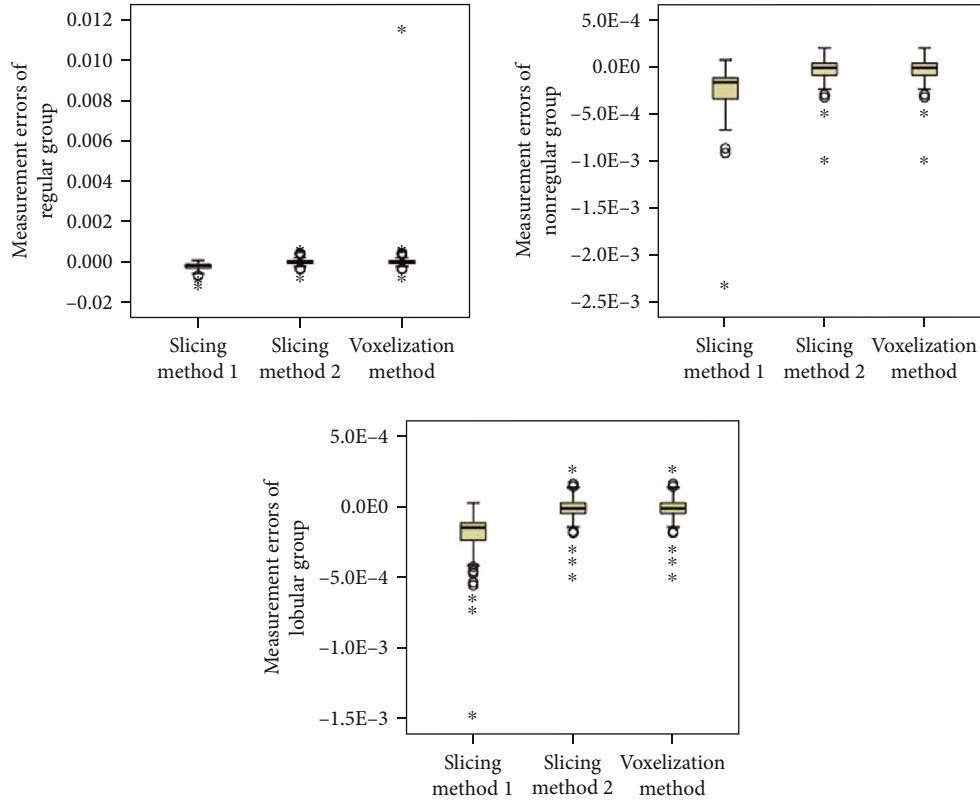 Measurement errors of
regular group
0.012
0.010
0.008
0.006
0.004
0.002
0.000
–0.02
Slicing
method 1
Slicing
method 2
Voxelization
method
Measurement errors of
nonregular group
5.0E–4
0.0E0
–5.0E–4
–1.0E–3
–1.5E–3
–2.0E–3
–2.5E–3
Slicing
method 1
Slicing
method 2
Voxelization
method
Measurement errors of
lobular group
5.0E–4
0.0E0
–5.0E–4
–1.0E–3
–1.5E–3
Slicing
method 1
Slicing
method 2
Voxelization
method